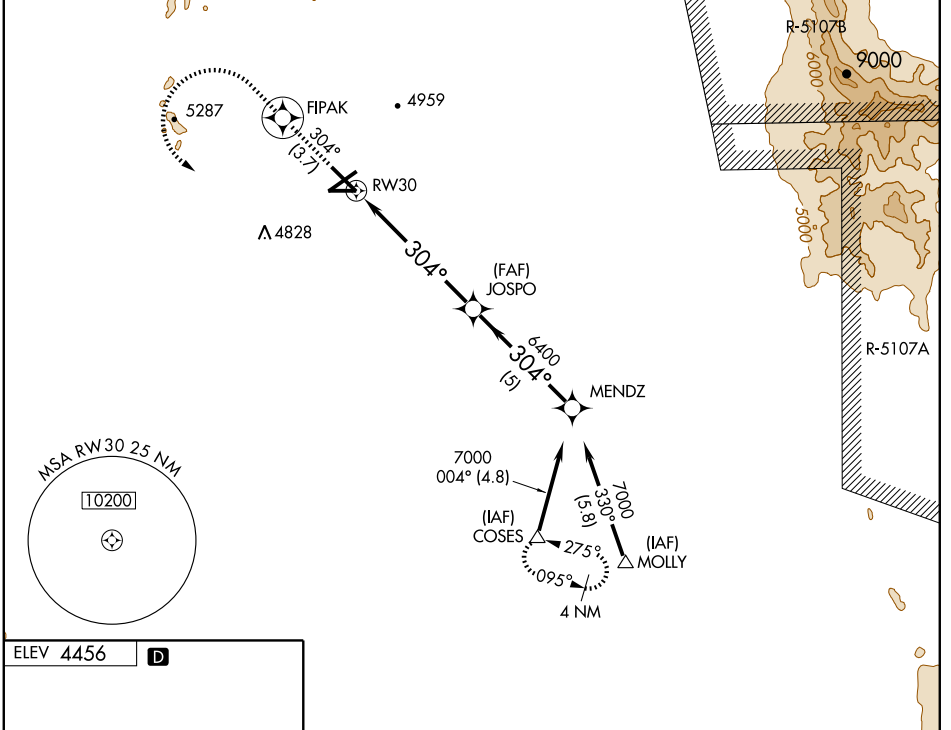 R-5107B
6000
9000
5287
FIPAK
4959
304°
(3.7)
RW30
4828
5000
304°
(FAF)
JOSPO
R-5107A
6400
304°
(5)
MENDZ
MSA RW30 25 NM
10200
7000
004° (4.8)
7000
330°
(5.8)
(IAF)
COSES
275°
095°
(IAF)
MOLLY
4 NM
ELEV 4456
D